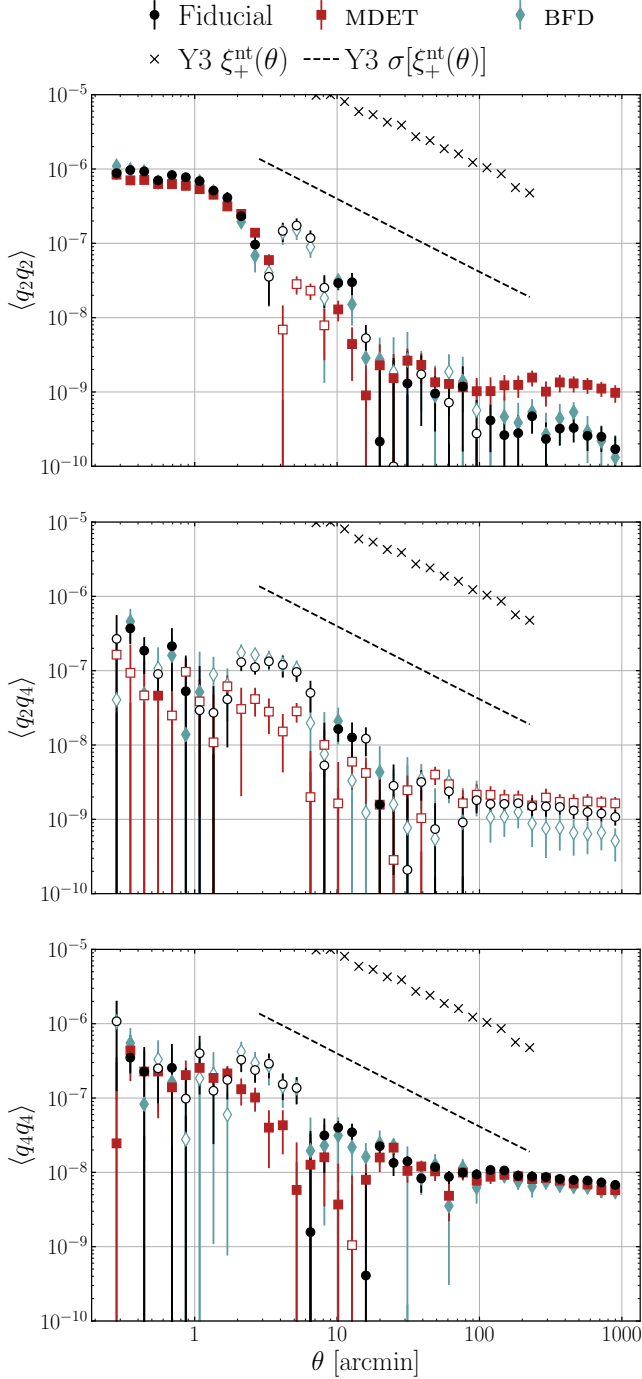 Fiducial MDET BFD
Y3 ξ₊ⁿᵗ(θ) Y3 σ[ξ₊ⁿᵗ(θ)]
10⁻⁵
10⁻⁶
10⁻⁷
10⁻⁸
10⁻⁹
10⁻¹⁰
⟨q₂q₂⟩
10⁻⁵
10⁻⁶
10⁻⁷
10⁻⁸
10⁻⁹
10⁻¹⁰
⟨q₂q₄⟩
10⁻⁵
10⁻⁶
10⁻⁷
10⁻⁸
10⁻⁹
10⁻¹⁰
⟨q₄q₄⟩
1 10 100 1000
θ [arcmin]